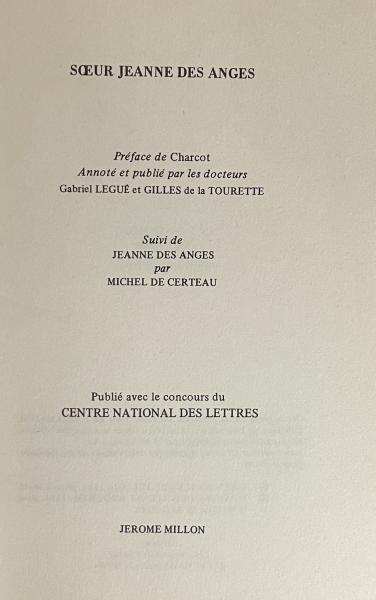 SŒUR JEANNE DES ANGES
Préface de Charcot
Annoté et publié par les docteurs
Gabriel LEGUÉ et GILLES de la TOURETTE
Suivi de
JEANNE DES ANGES
par
MICHEL DE CERTEAU
Publié avec le concours du
CENTRE NATIONAL DES LETTRES
JEROME MILLON